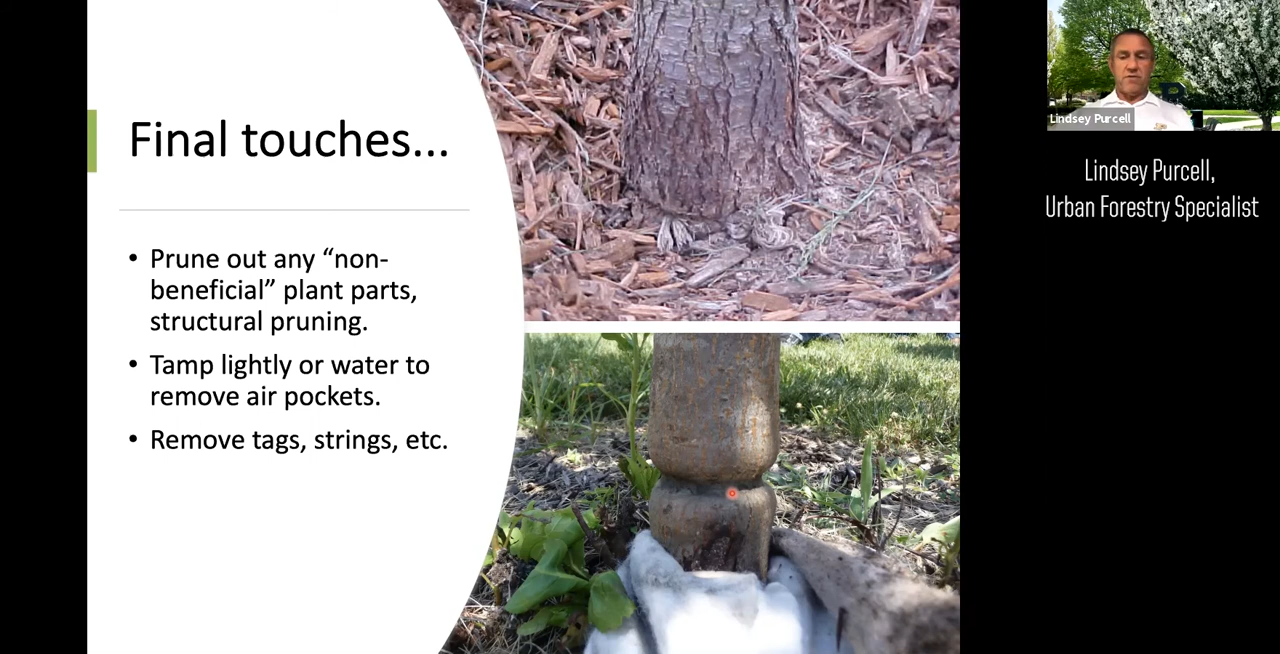 Final touches...
• Prune out any “non-
beneficial” plant parts,
structural pruning.
• Tamp lightly or water to
remove air pockets.
• Remove tags, strings, etc.
Lindsey Purcell
Lindsey Purcell,
Urban Forestry Specialist